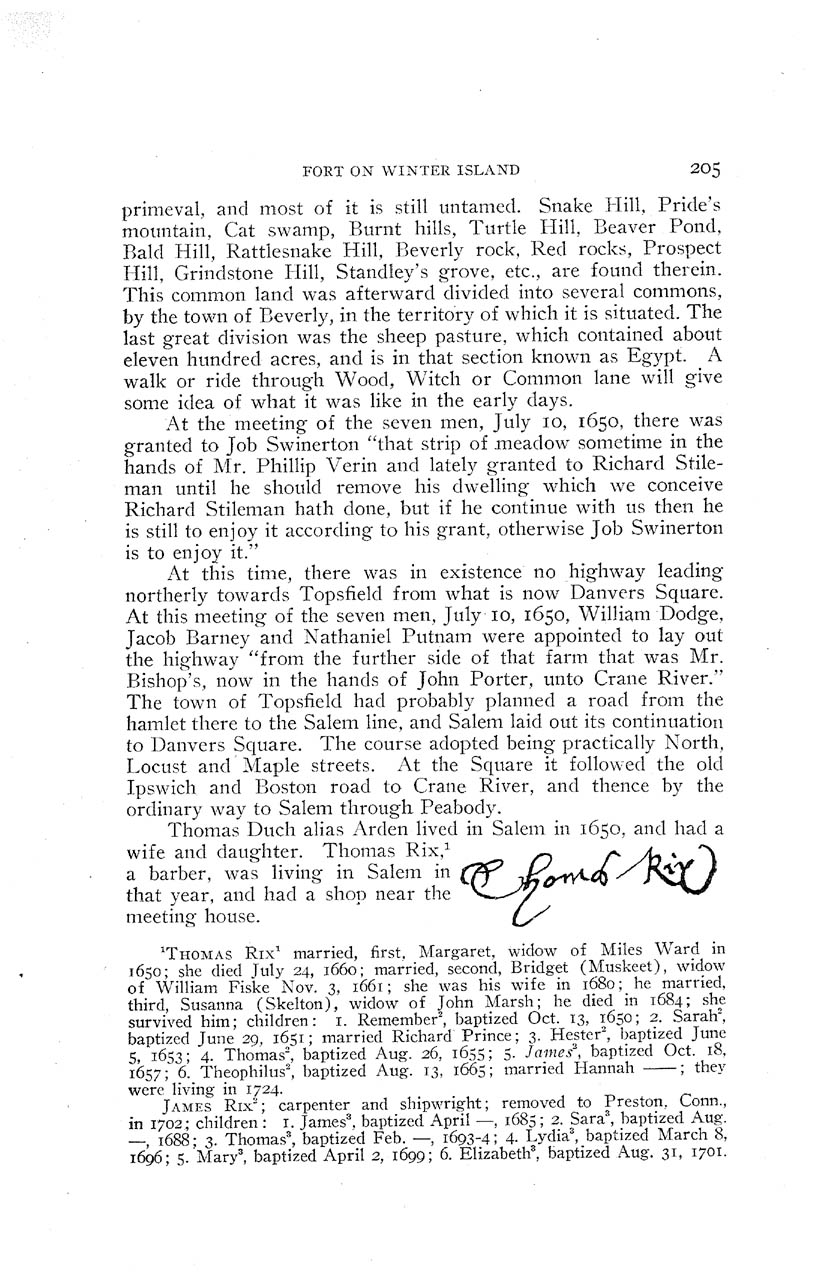 FORT ON WINTER ISLAND 205
primeval, and most of it is still untamed. Snake Hill, Pride's
mountain, Cat swamp, Burnt hills, Turtle Hill, Beaver Pond,
Bald Hill, Rattlesnake Hill, Beverly rock, Red rocks, Prospect
Hill, Grindstone Hill, Standley's grove, etc., are found therein.
This common land was afterward divided into several commons,
by the town of Beverly, in the territory of which it is situated. The
last great division was the sheep pasture, which contained about
eleven hundred acres, and is in that section known as Egypt. A
walk or ride through Wood, Witch or Common lane will give
some idea of what it was like in the early days.
At the meeting of the seven men, July 10, 1650, there was
granted to Job Swinerton "that strip of meadow sometime in the
hands of Mr. Phillip Verin and lately granted to Richard Stile-
man until he should remove his dwelling which we conceive
Richard Stileman hath done, but if he continue with us then he
is still to enjoy it according to his grant, otherwise Job Swinerton
is to enjoy it."
At this time, there was in existence no highway leading
northerly towards Topsfield from what is now Danvers Square.
At this meeting of the seven men, July 10, 1650, William Dodge,
Jacob Barney and Nathaniel Putnam were appointed to lay out
the highway "from the further side of that farm that was Mr.
Bishop's, now in the hands of John Porter, unto Crane River."
The town of Topsfield had probably planned a road from the
hamlet there to the Salem line, and Salem laid out its continuation
to Danvers Square. The course adopted being practically North,
Locust and Maple streets. At the Square it followed the old
Ipswich and Boston road to Crane River, and thence by the
ordinary way to Salem through Peabody.
Thomas Duch alias Arden lived in Salem in 1650, and had a
wife and daughter. Thomas Rix,¹
a barber, was living in Salem in
that year, and had a shop near the
meeting house.
Thomas Rix
¹THOMAS RIX¹ married, first, Margaret, widow of Miles Ward in
1650; she died July 24, 1660; married, second, Bridget (Muskeet), widow
of William Fiske Nov. 3, 1661; she was his wife in 1680; he married,
third, Susanna (Skelton), widow of John Marsh; he died in 1684; she
survived him; children: 1. Remember², baptized Oct. 13, 1650; 2. Sarah²,
baptized June 29, 1651; married Richard Prince; 3. Hester², baptized June
5, 1653; 4. Thomas², baptized Aug. 26, 1655; 5. James², baptized Oct. 18,
1657; 6. Theophilus², baptized Aug. 13, 1665; married Hannah ——; they
were living in 1724.
JAMES RIX²; carpenter and shipwright; removed to Preston, Conn.,
in 1702; children: 1. James³, baptized April —, 1685; 2. Sara³, baptized Aug.
—, 1688; 3. Thomas³, baptized Feb. —, 1693-4; 4. Lydia³, baptized March 8,
1696; 5. Mary³, baptized April 2, 1699; 6. Elizabeth³, baptized Aug. 31, 1701.